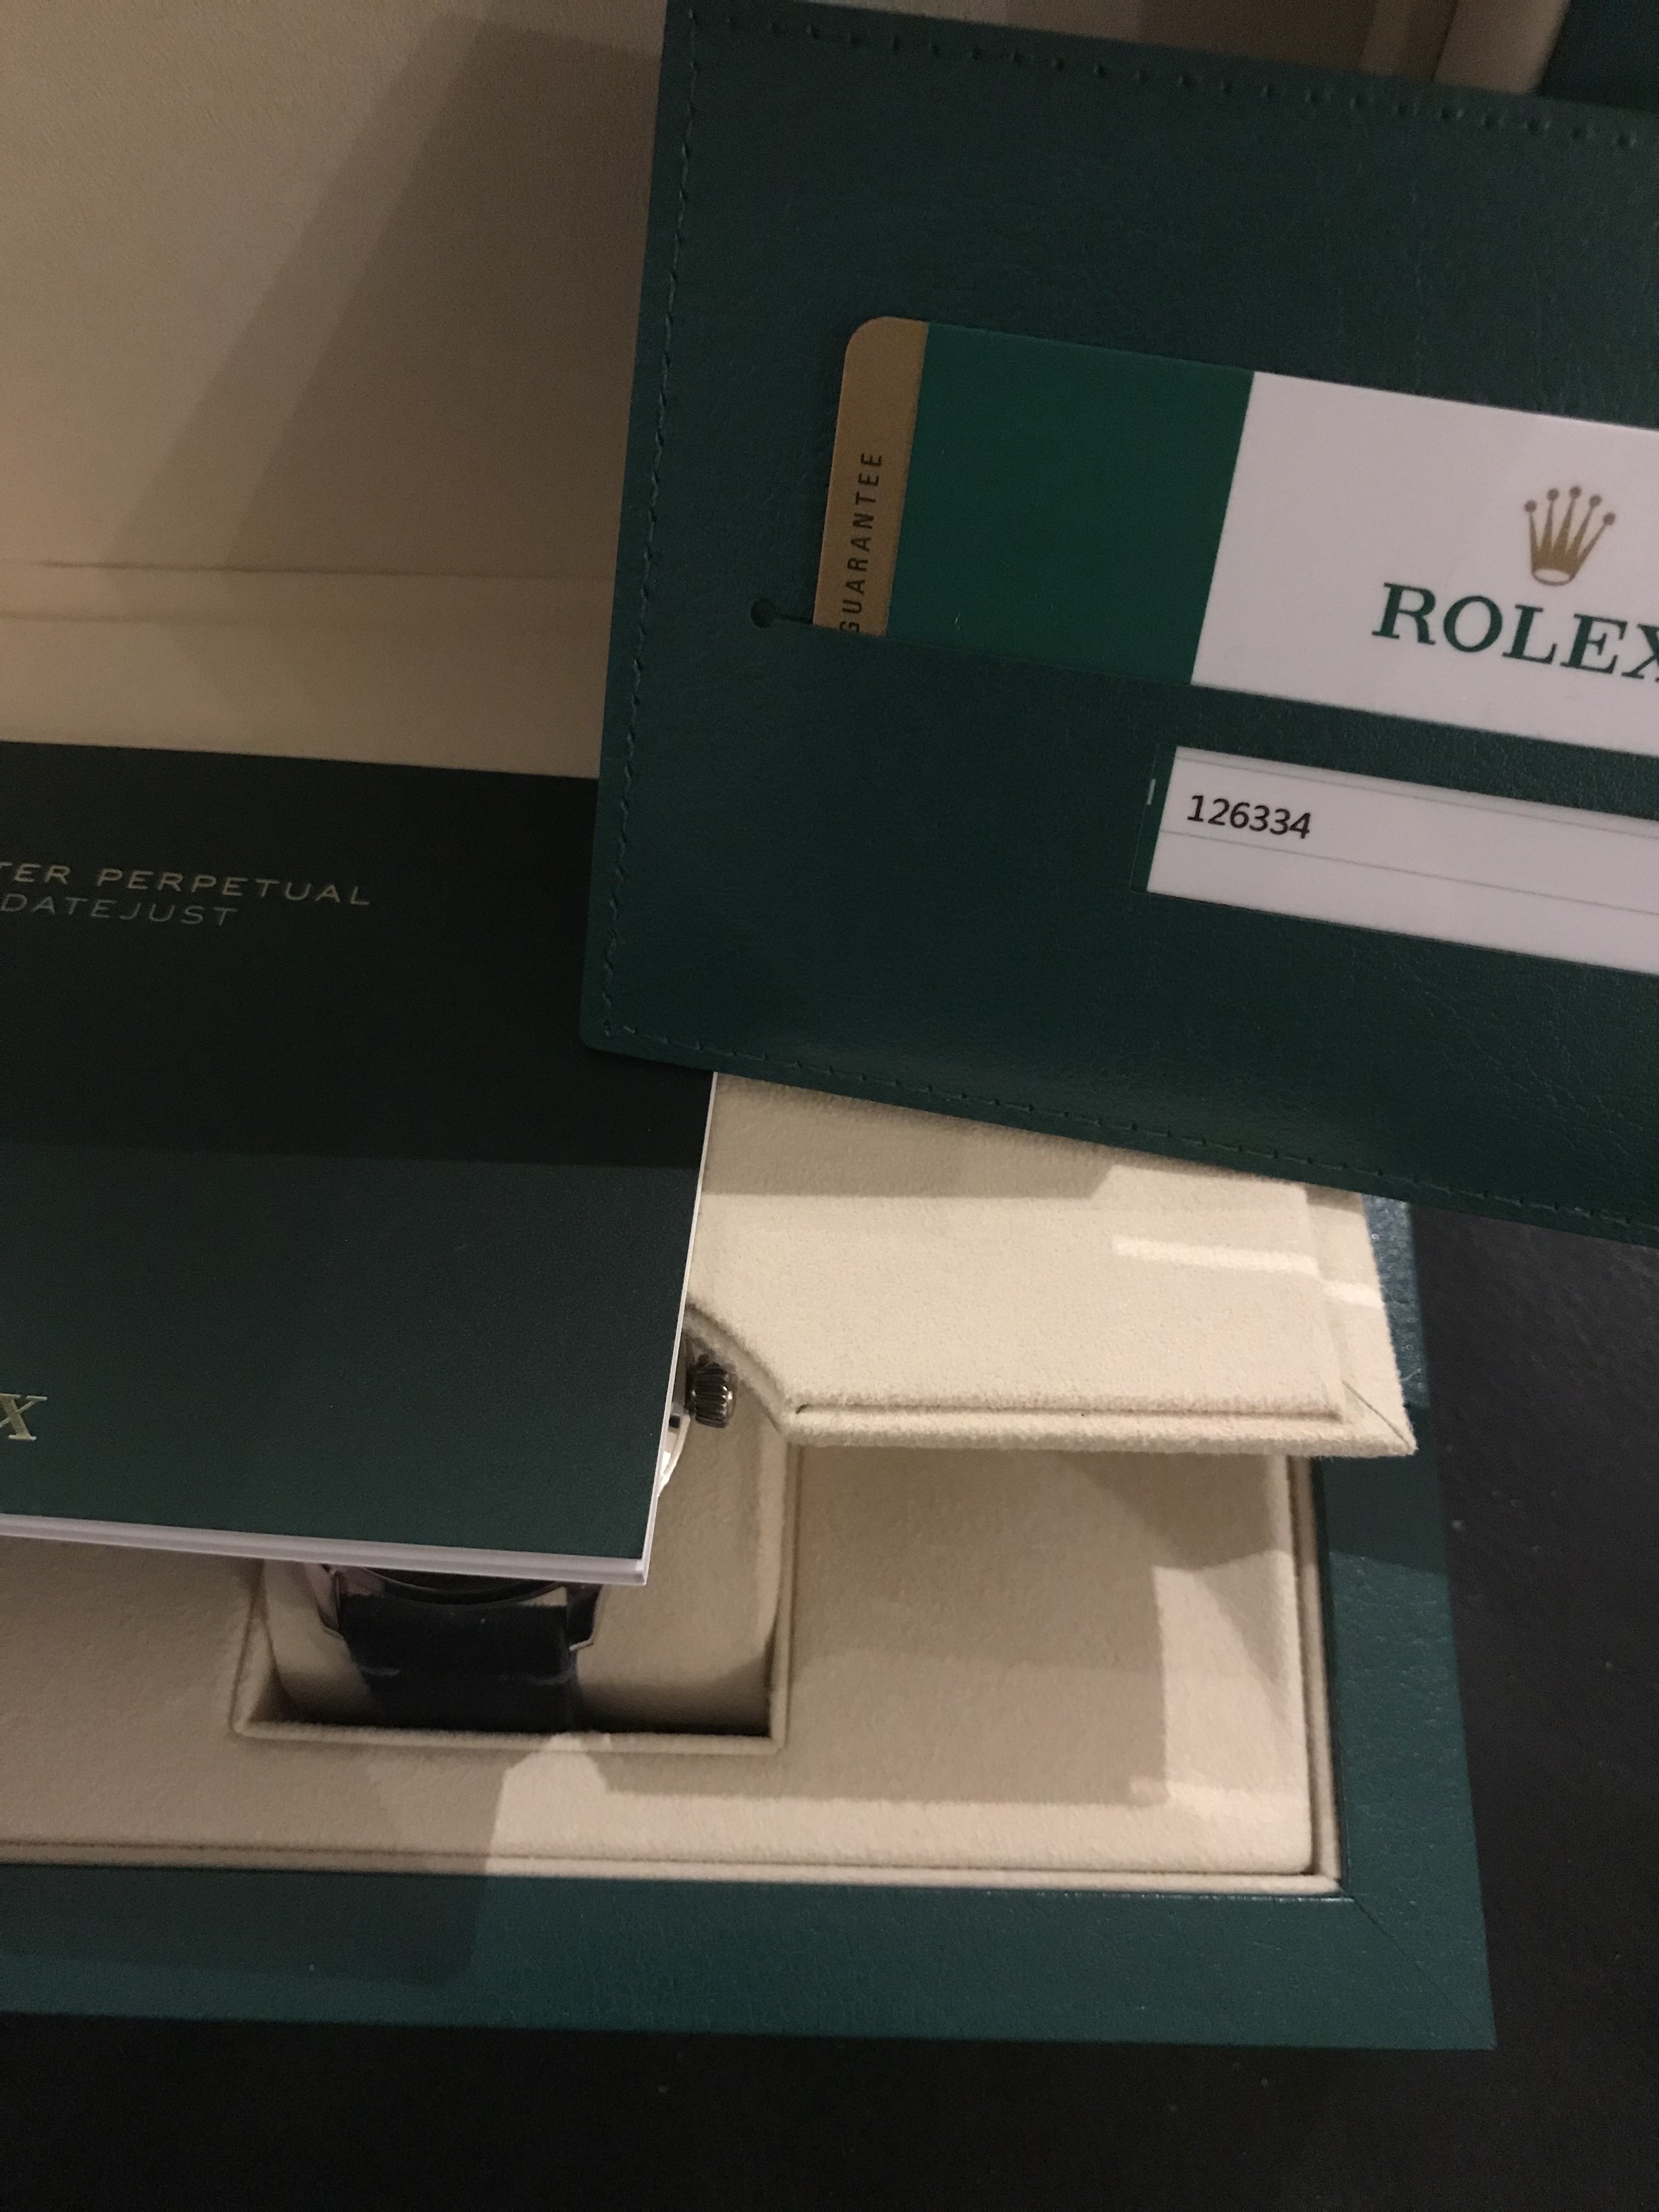 GUARANTEE
ROLEX
126334
TER PERPETUAL
DATEJUST
X